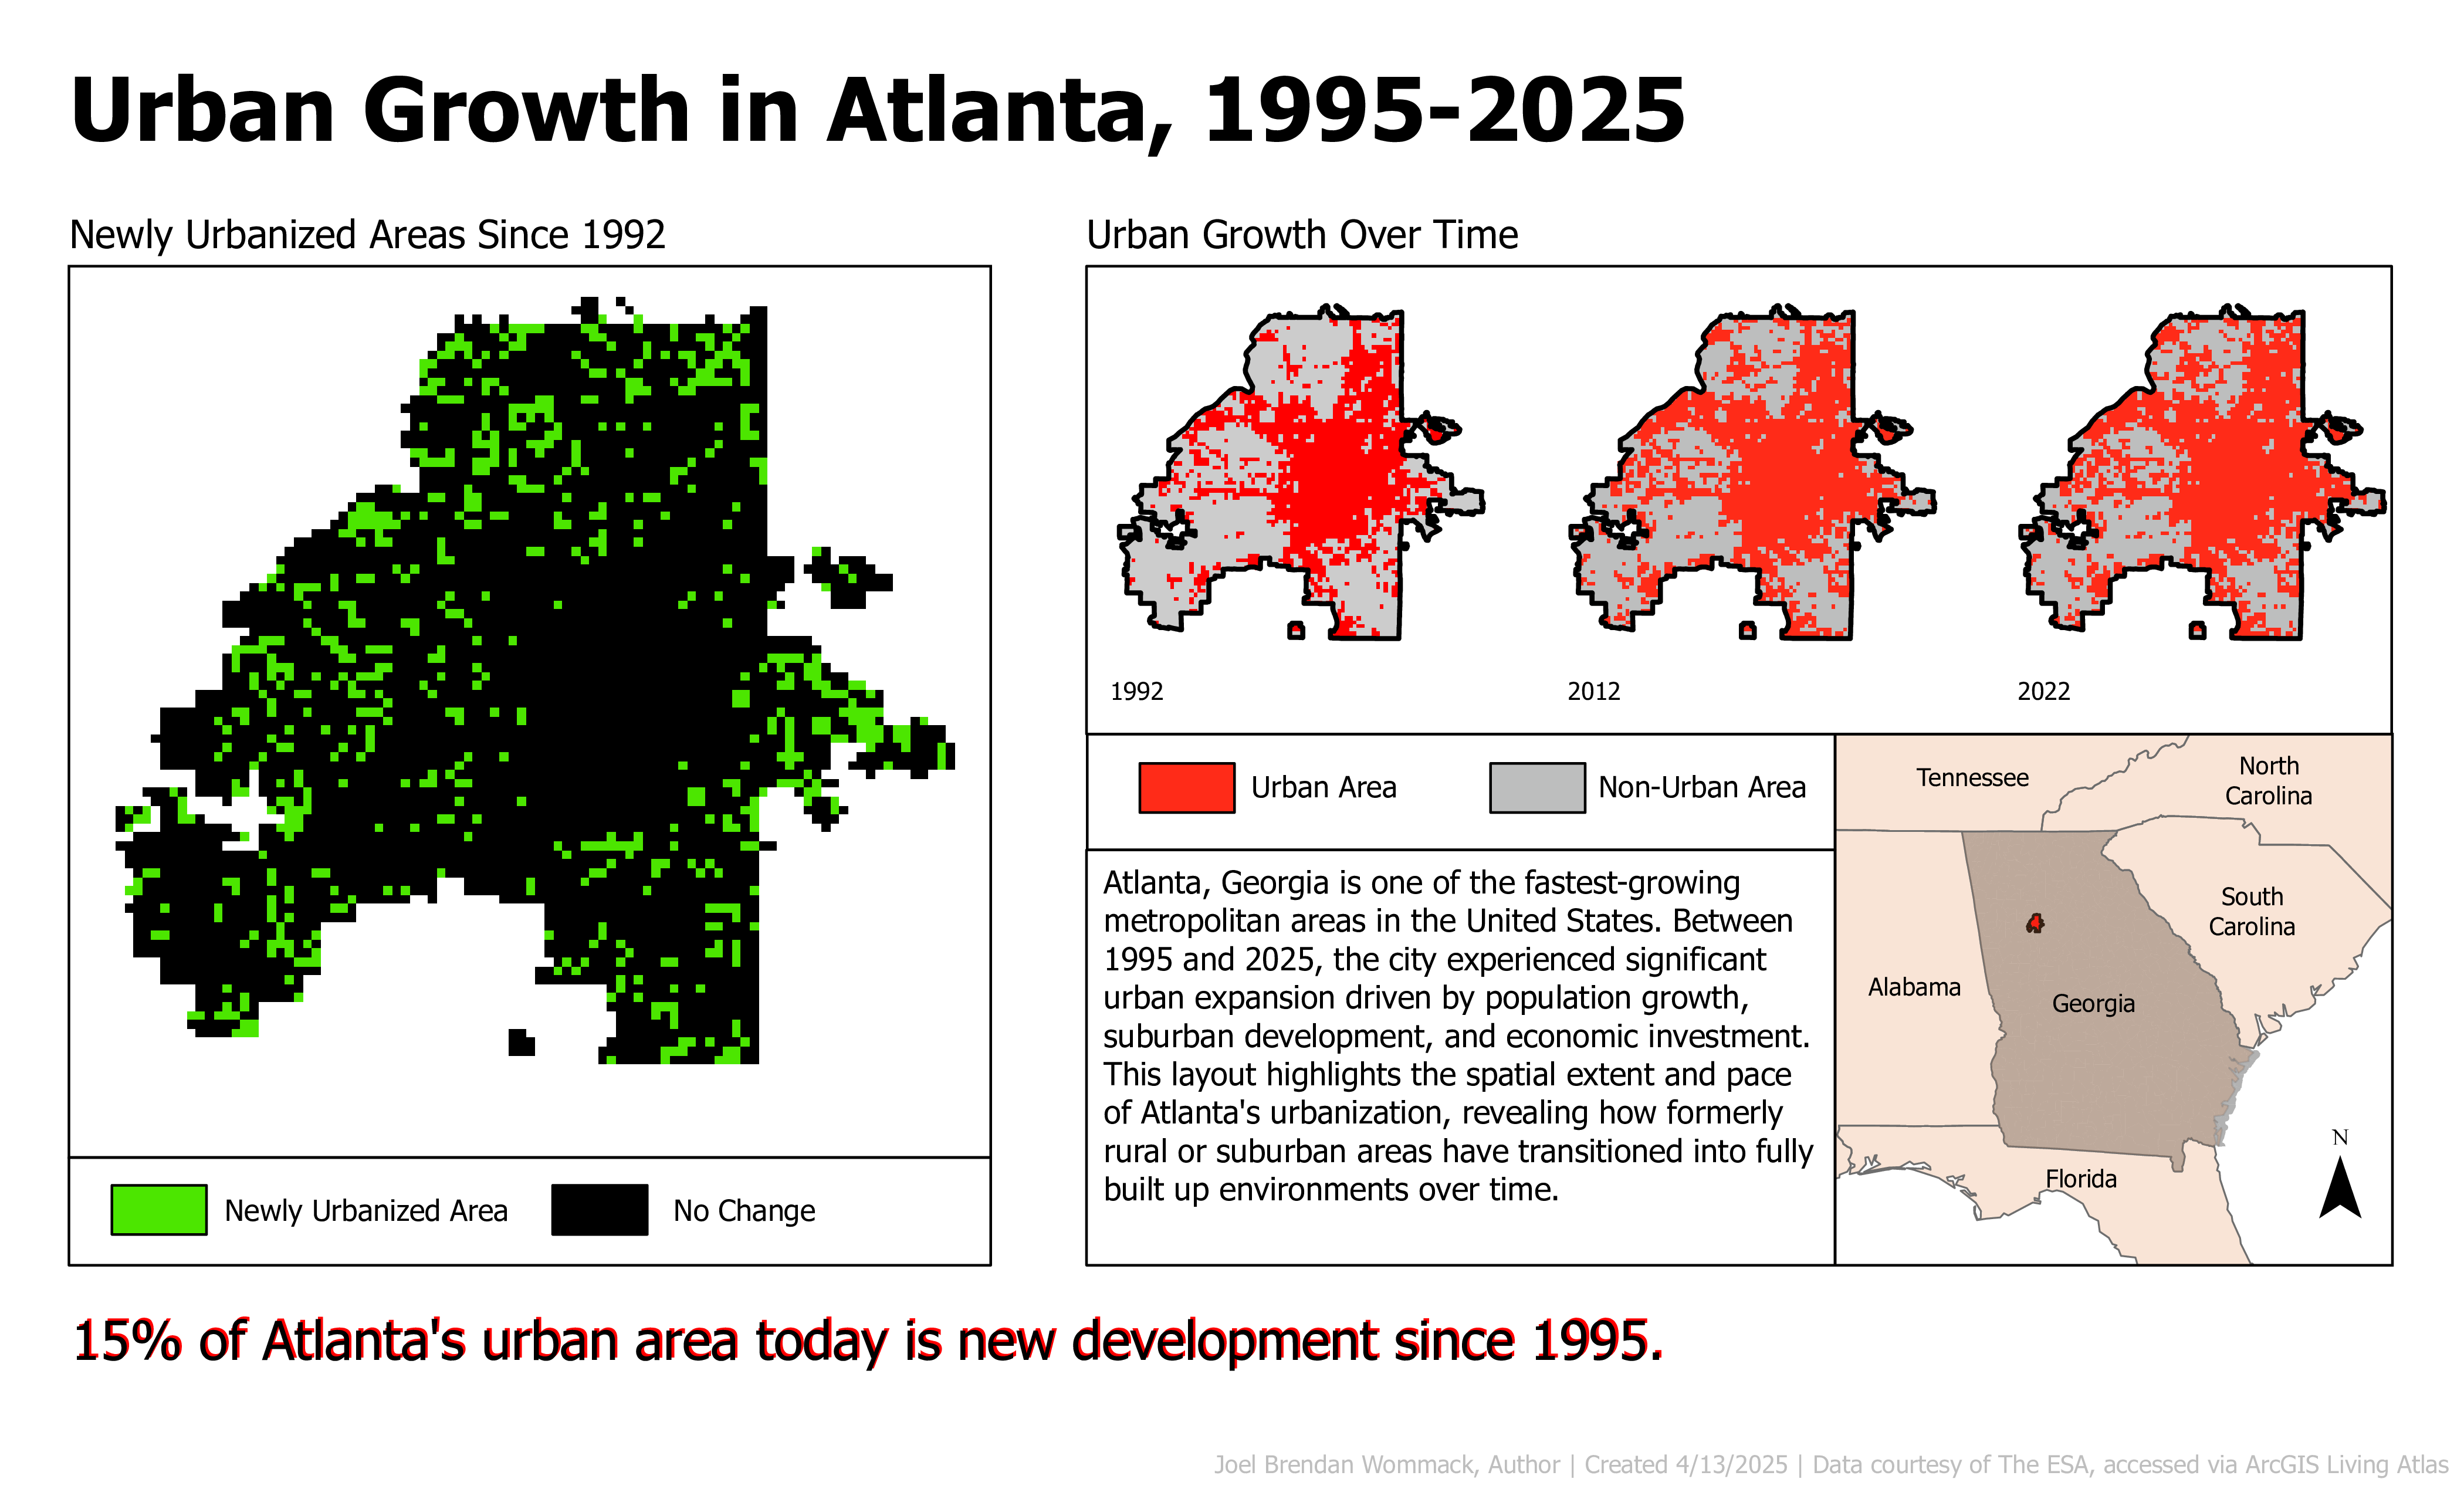 Urban Growth in Atlanta, 1995-2025
Newly Urbanized Areas Since 1992
Newly Urbanized Area
No Change
Urban Growth Over Time
1992
2012
2022
Urban Area
Non-Urban Area
Atlanta, Georgia is one of the fastest-growing
metropolitan areas in the United States. Between
1995 and 2025, the city experienced significant
urban expansion driven by population growth,
suburban development, and economic investment.
This layout highlights the spatial extent and pace
of Atlanta's urbanization, revealing how formerly
rural or suburban areas have transitioned into fully
built up environments over time.
Tennessee
North
Carolina
South
Carolina
Alabama
Georgia
Florida
N
15% of Atlanta's urban area today is new development since 1995.
Joel Brendan Wommack, Author | Created 4/13/2025 | Data courtesy of The ESA, accessed via ArcGIS Living Atlas